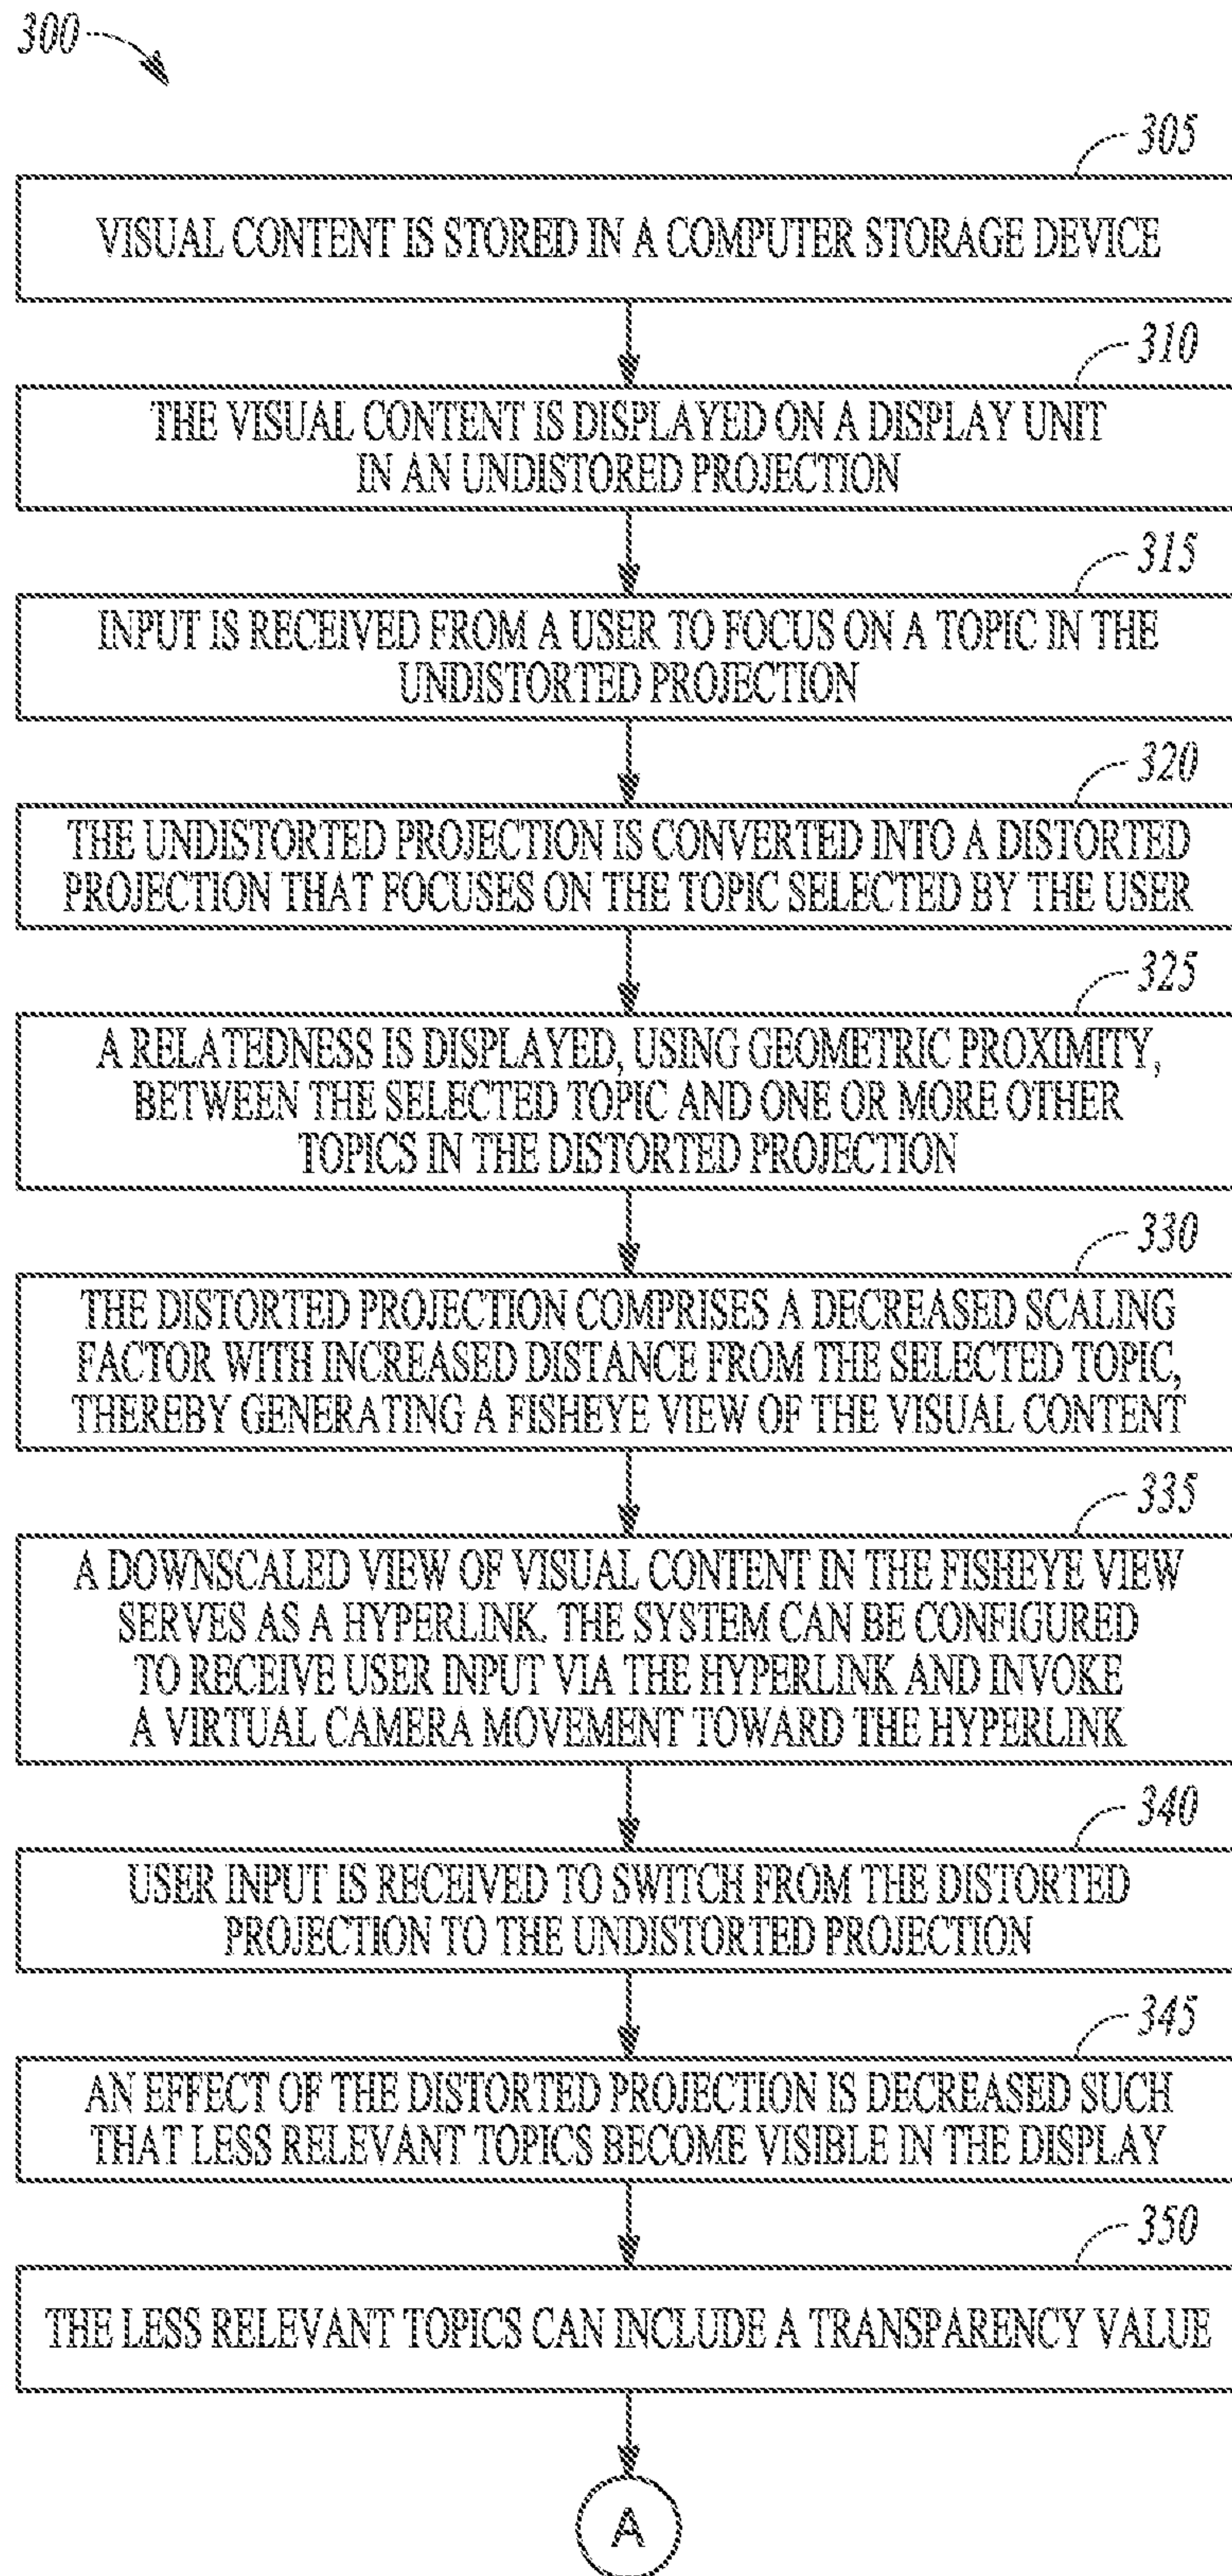 300
305
VISUAL CONTENT IS STORED IN A COMPUTER STORAGE DEVICE
310
THE VISUAL CONTENT IS DISPLAYED ON A DISPLAY UNIT
IN AN UNDISTORED PROJECTION
315
INPUT IS RECEIVED FROM A USER TO FOCUS ON A TOPIC IN THE
UNDISTORTED PROJECTION
320
THE UNDISTORTED PROJECTION IS CONVERTED INTO A DISTORTED
PROJECTION THAT FOCUSES ON THE TOPIC SELECTED BY THE USER
325
A RELATEDNESS IS DISPLAYED, USING GEOMETRIC PROXIMITY,
BETWEEN THE SELECTED TOPIC AND ONE OR MORE OTHER
TOPICS IN THE DISTORTED PROJECTION
330
THE DISTORTED PROJECTION COMPRISES A DECREASED SCALING
FACTOR WITH INCREASED DISTANCE FROM THE SELECTED TOPIC,
THEREBY GENERATING A FISHEYE VIEW OF THE VISUAL CONTENT
335
A DOWNSCALED VIEW OF VISUAL CONTENT IN THE FISHEYE VIEW
SERVES AS A HYPERLINK. THE SYSTEM CAN BE CONFIGURED
TO RECEIVE USER INPUT VIA THE HYPERLINK AND INVOKE
A VIRTUAL CAMERA MOVEMENT TOWARD THE HYPERLINK
340
USER INPUT IS RECEIVED TO SWITCH FROM THE DISTORTED
PROJECTION TO THE UNDISTORTED PROJECTION
345
AN EFFECT OF THE DISTORTED PROJECTION IS DECREASED SUCH
THAT LESS RELEVANT TOPICS BECOME VISIBLE IN THE DISPLAY
350
THE LESS RELEVANT TOPICS CAN INCLUDE A TRANSPARENCY VALUE
A